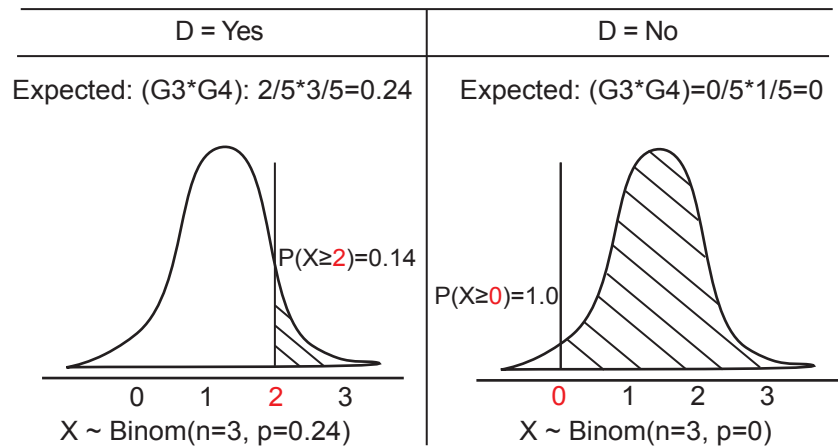 D = Yes
Expected: (G3*G4): 2/5*3/5=0.24
P(X≥2)=0.14
0 1 2 3
X ~ Binom(n=3, p=0.24)
D = No
Expected: (G3*G4)=0/5*1/5=0
P(X≥0)=1.0
0 1 2 3
X ~ Binom(n=3, p=0)